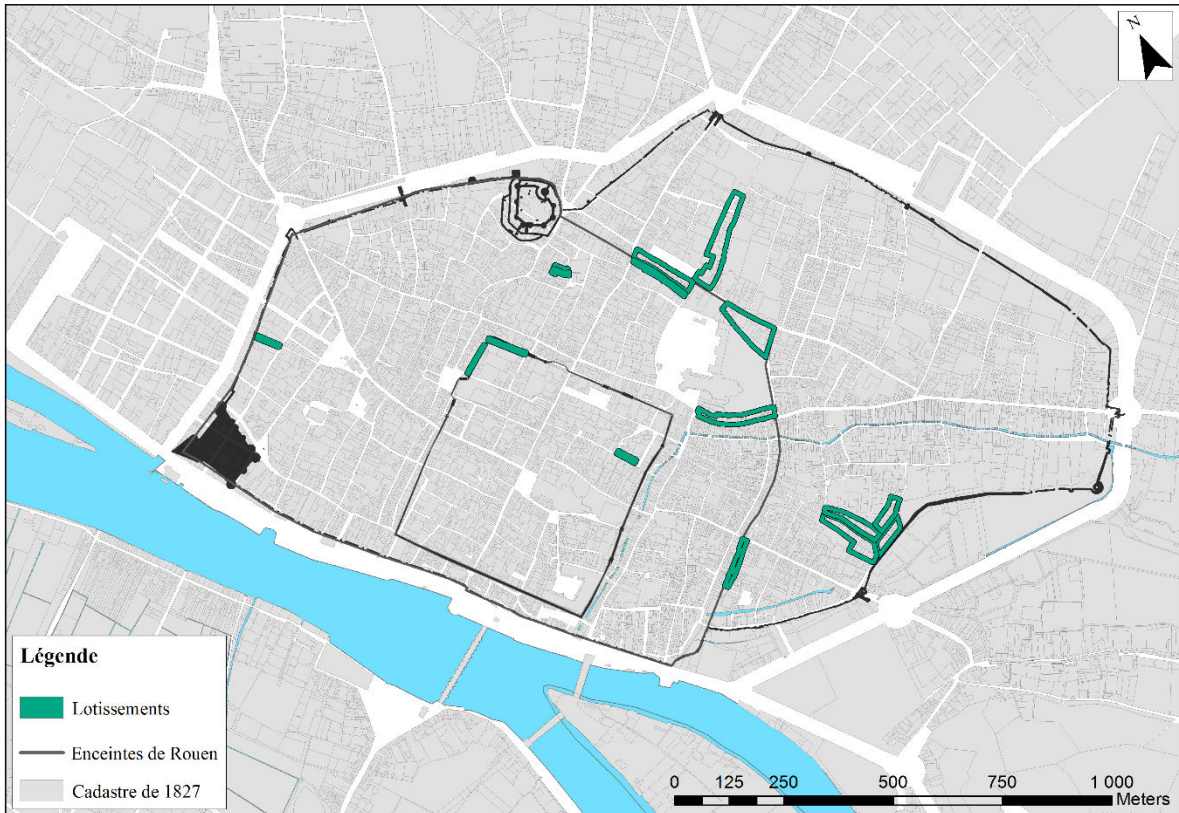 N
Légende
Lotissements
Enceintes de Rouen
Cadastre de 1827
0 125 250 500 750 1 000
Meters